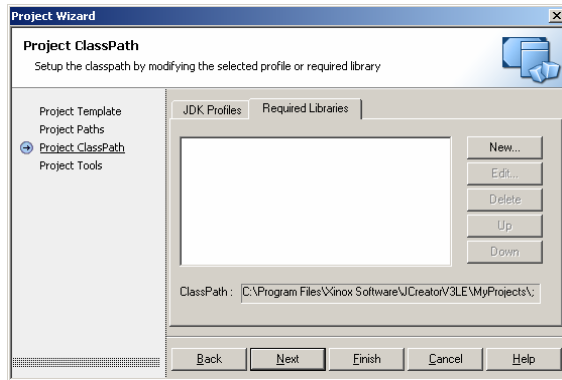 Project Wizard
Project ClassPath
Setup the classpath by modifying the selected profile or required library
Project Template
Project Paths
Project ClassPath
Project Tools
JDK Profiles
Required Libraries
New...
Edit...
Delete
Up
Down
ClassPath : C:\Program Files\Xinox Software\JCreatorV3LE\MyProjects\;
Back
Next
Finish
Cancel
Help